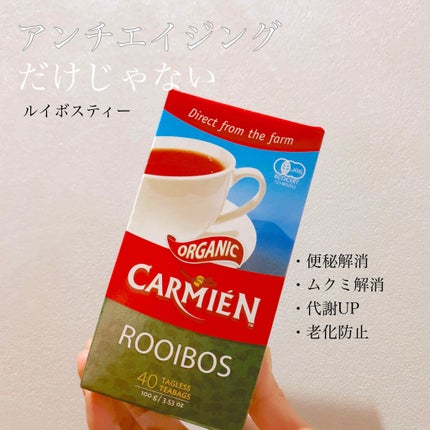 アンチエイジング
だけじゃない
ルイボスティー
Direct from the farm
JAS
ECOCERT
ORGANIC
CARMIÉN
ROOIBOS
40 TAGLESS
TEABAGS
100 g / 3·53 oz
・便秘解消
・ムクミ解消
・代謝UP
・老化防止